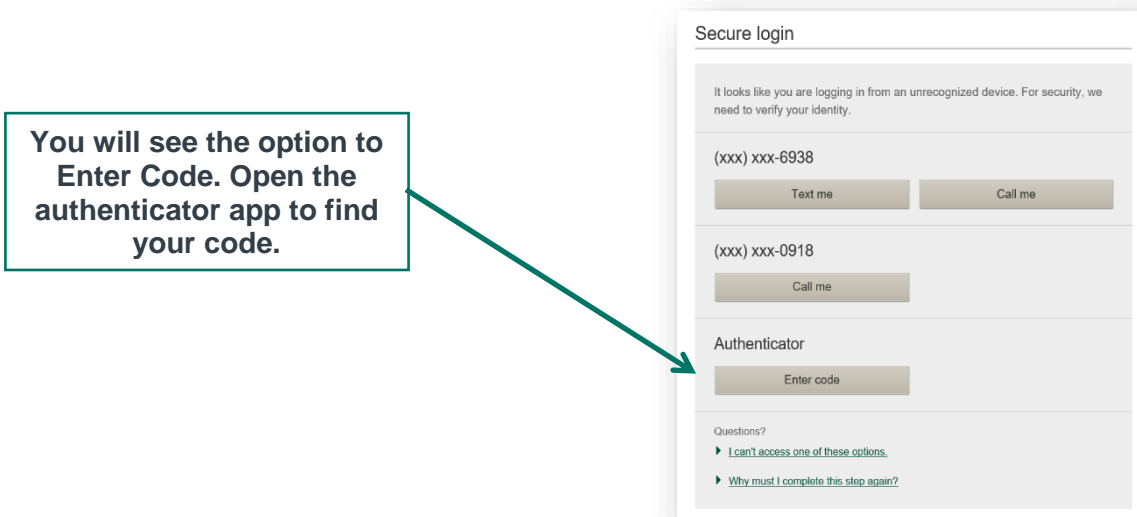 You will see the option to
Enter Code. Open the
authenticator app to find
your code.
Secure login
It looks like you are logging in from an unrecognized device. For security, we
need to verify your identity.
(xxx) xxx-6938
Text me
Call me
(xxx) xxx-0918
Call me
Authenticator
Enter code
Questions?
I can't access one of these options.
Why must I complete this step again?